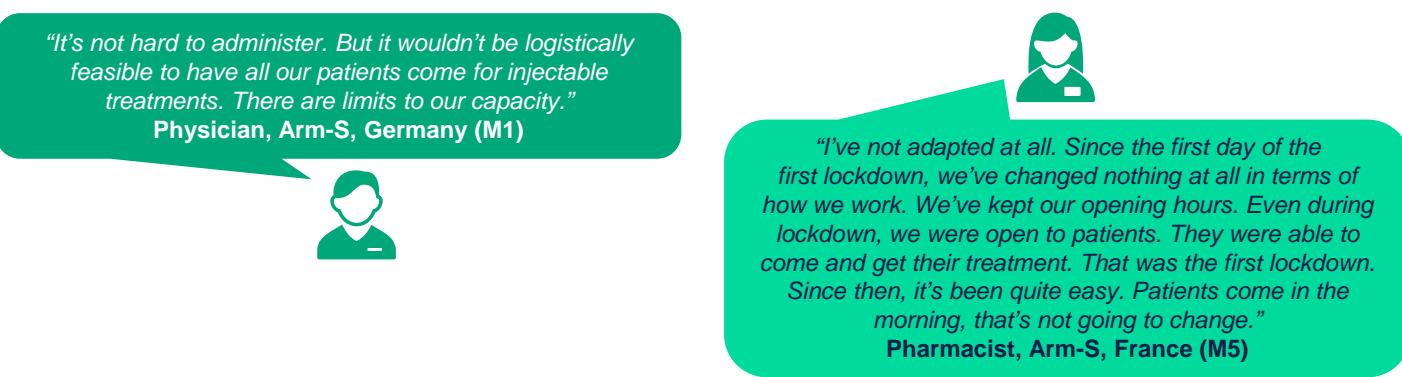 “It’s not hard to administer. But it wouldn’t be logistically
feasible to have all our patients come for injectable
treatments. There are limits to our capacity.”
Physician, Arm-S, Germany (M1)
“I’ve not adapted at all. Since the first day of the
first lockdown, we’ve changed nothing at all in terms of
how we work. We’ve kept our opening hours. Even during
lockdown, we were open to patients. They were able to
come and get their treatment. That was the first lockdown.
Since then, it’s been quite easy. Patients come in the
morning, that’s not going to change.”
Pharmacist, Arm-S, France (M5)